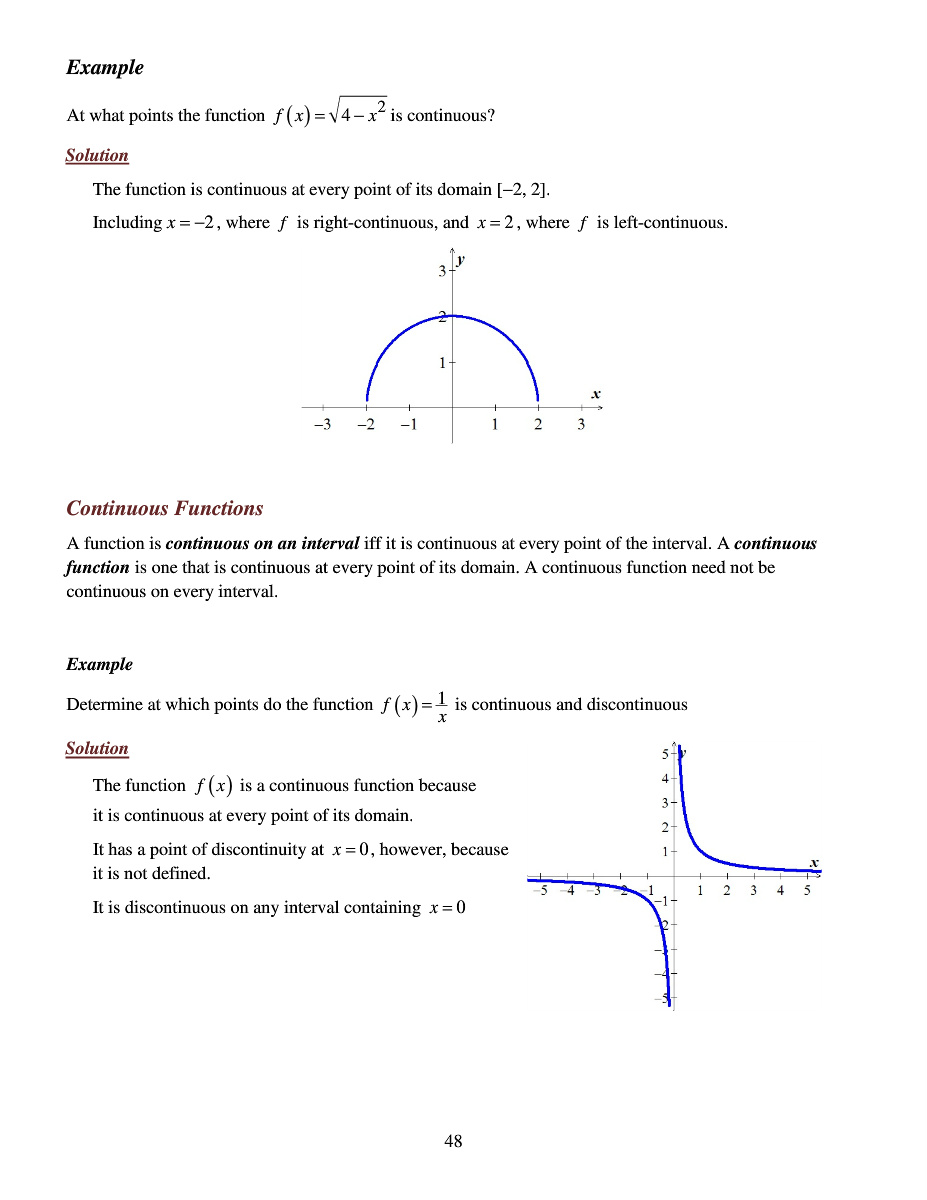 Example
At what points the function f(x) = √(4 − x²) is continuous?
Solution
The function is continuous at every point of its domain [−2, 2].
Including x = −2, where f is right-continuous, and x = 2, where f is left-continuous.
y
3
2
1
x
−3 −2 −1 1 2 3
Continuous Functions
A function is continuous on an interval iff it is continuous at every point of the interval. A continuous
function is one that is continuous at every point of its domain. A continuous function need not be
continuous on every interval.
Example
Determine at which points do the function f(x) = 1/x is continuous and discontinuous
Solution
The function f(x) is a continuous function because
it is continuous at every point of its domain.
It has a point of discontinuity at x = 0, however, because
it is not defined.
It is discontinuous on any interval containing x = 0
5 y
4
3
2
1
x
−5 −4 −3 −2 −1 1 2 3 4 5
−1
−2
−4
−5
48